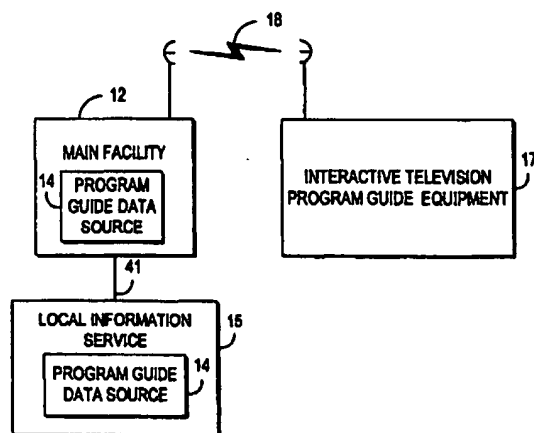 18
12
MAIN FACILITY
14
PROGRAM
GUIDE DATA
SOURCE
INTERACTIVE TELEVISION
PROGRAM GUIDE EQUIPMENT
17
41
LOCAL INFORMATION
SERVICE
15
PROGRAM GUIDE
DATA SOURCE
14